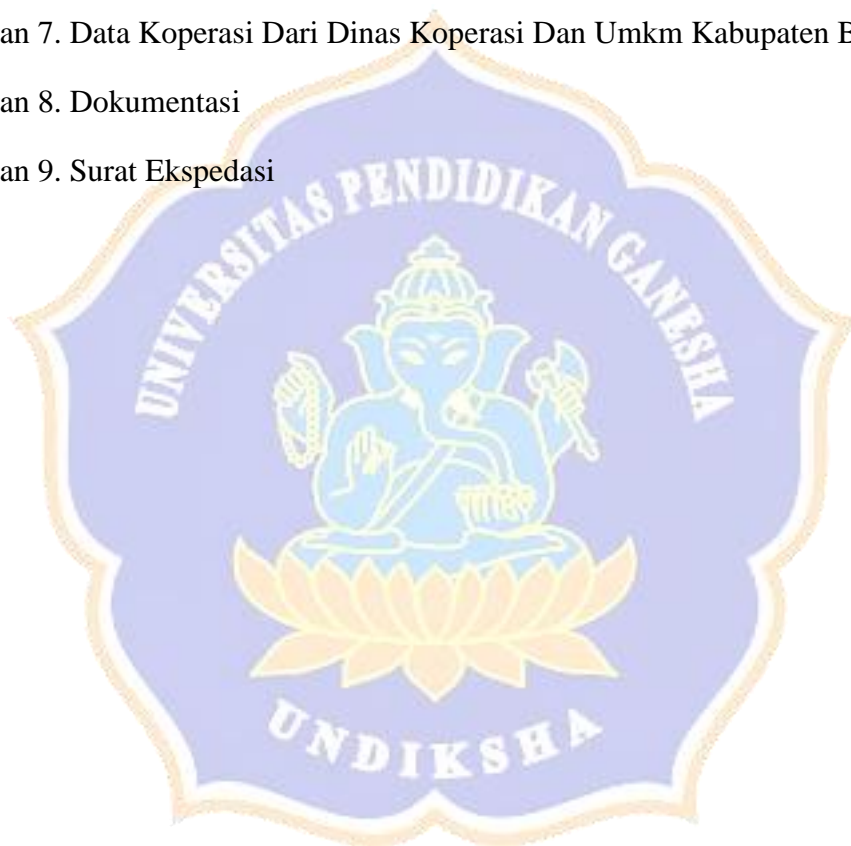 an 7. Data Koperasi Dari Dinas Koperasi Dan Umkm Kabupaten B
an 8. Dokumentasi
an 9. Surat Ekspedasi
UNIVERSITAS PENDIDIKAN GANESHA
UNDIKSHA